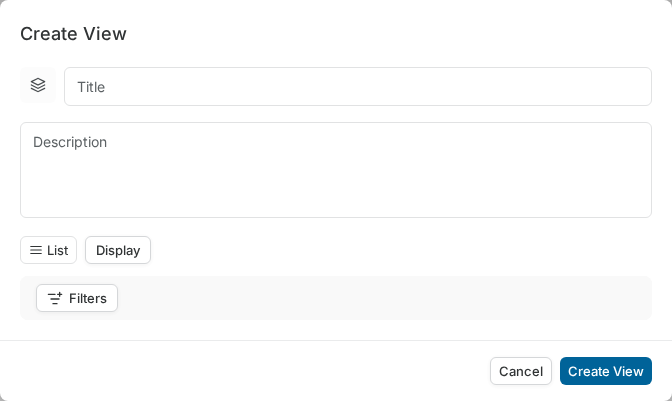 Create View
Title
Description
List Display
Filters
Cancel Create View